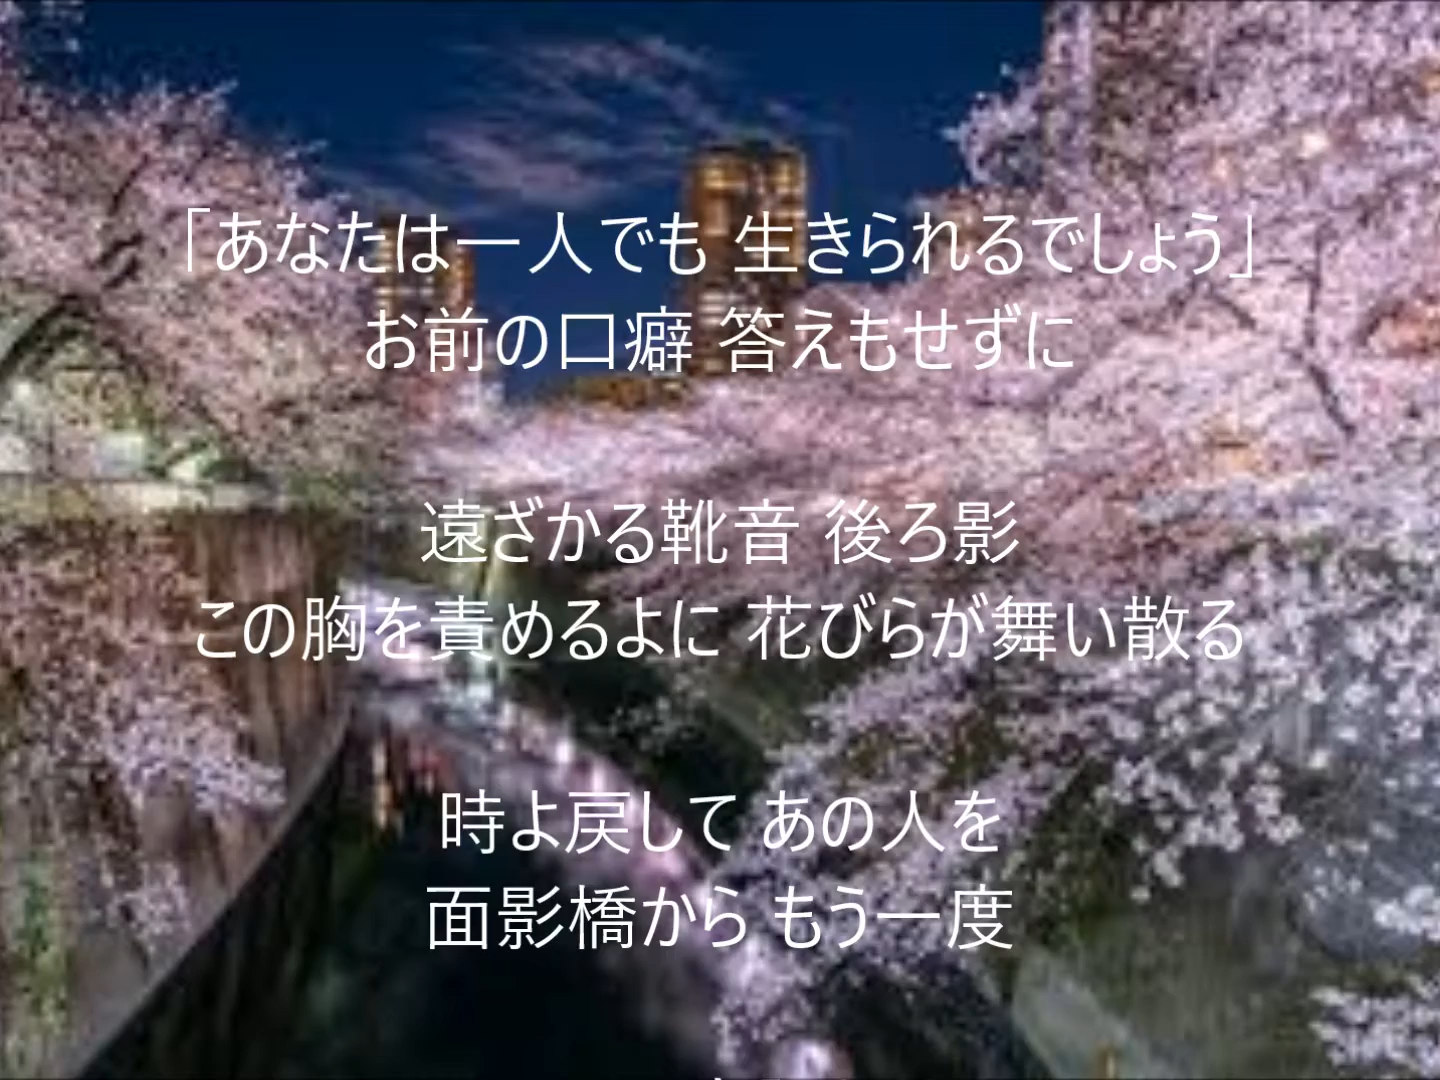 「あなたは一人でも 生きられるでしょう」
お前の口癖 答えもせずに
遠ざかる靴音 後ろ影
この胸を責めるよに 花びらが舞い散る
時よ戻して あの人を
面影橋から もう一度